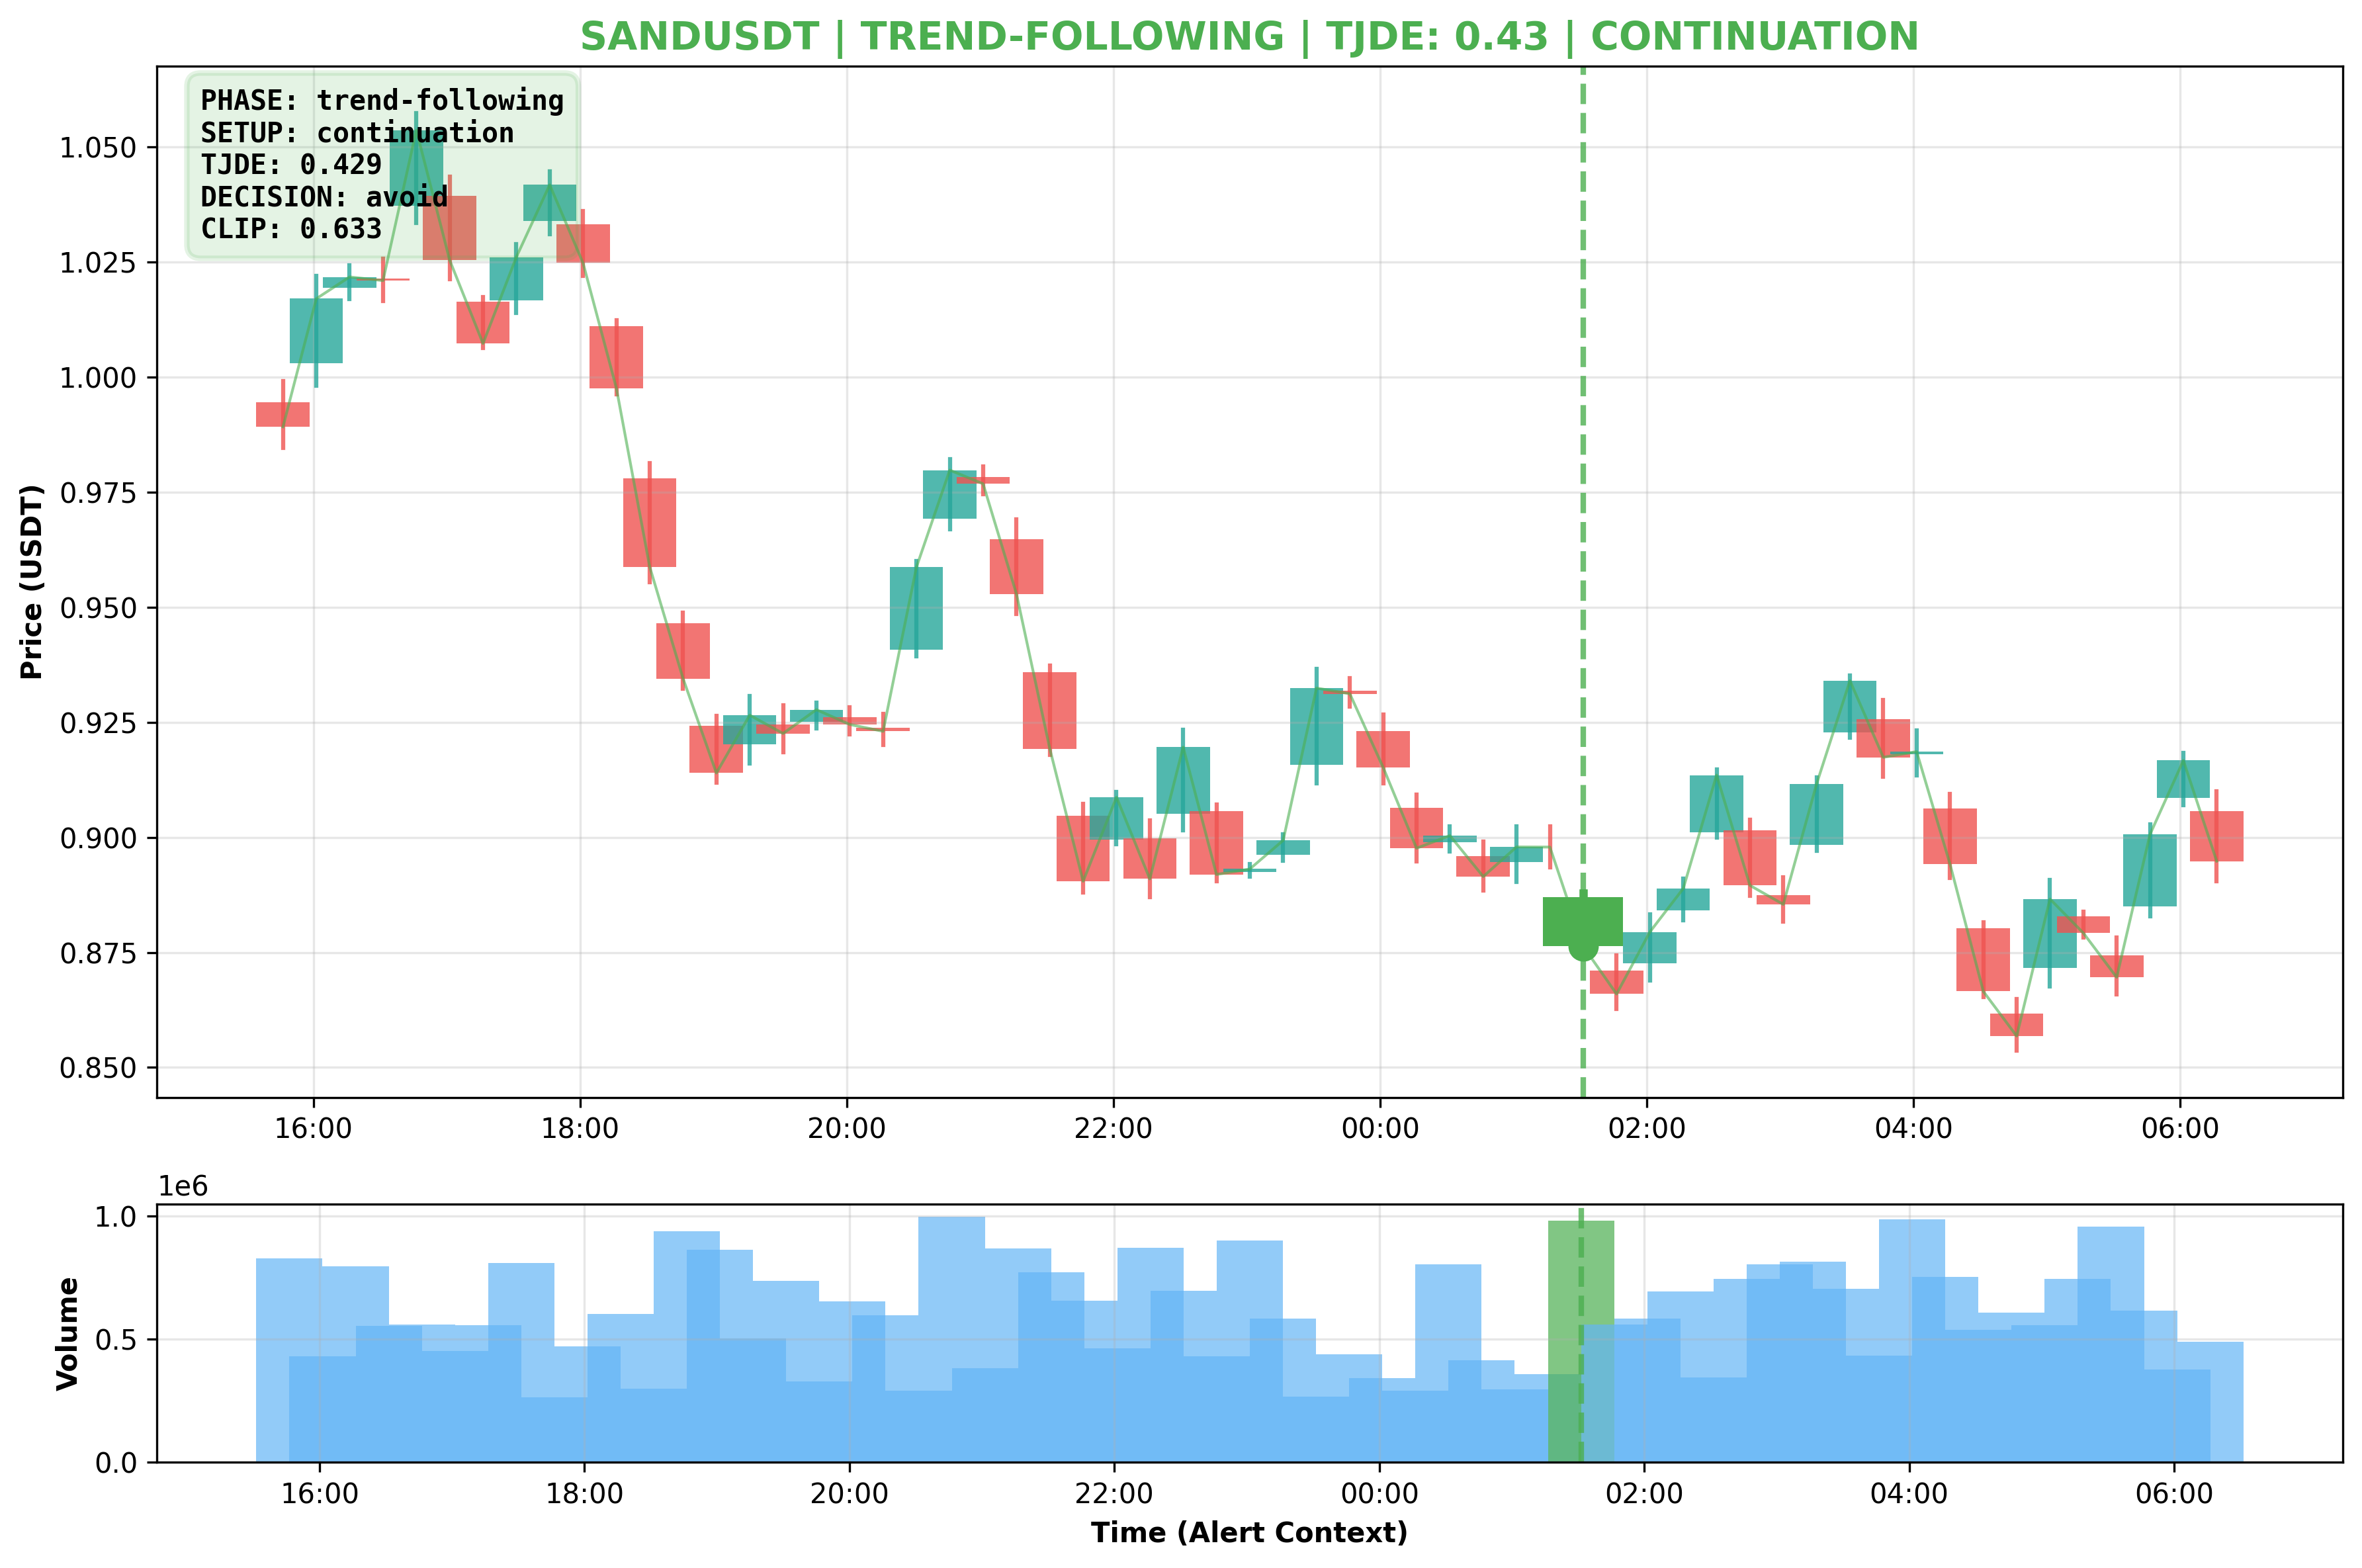 SANDUSDT | TREND-FOLLOWING | TJDE: 0.43 | CONTINUATION
PHASE: trend-following
SETUP: continuation
TJDE: 0.429
DECISION: avoid
CLIP: 0.633
Price (USDT)
1.050
1.025
1.000
0.975
0.950
0.925
0.900
0.875
0.850
16:00 18:00 20:00 22:00 00:00 02:00 04:00 06:00
1e6
Volume
1.0
0.5
0.0
16:00 18:00 20:00 22:00 00:00 02:00 04:00 06:00
Time (Alert Context)